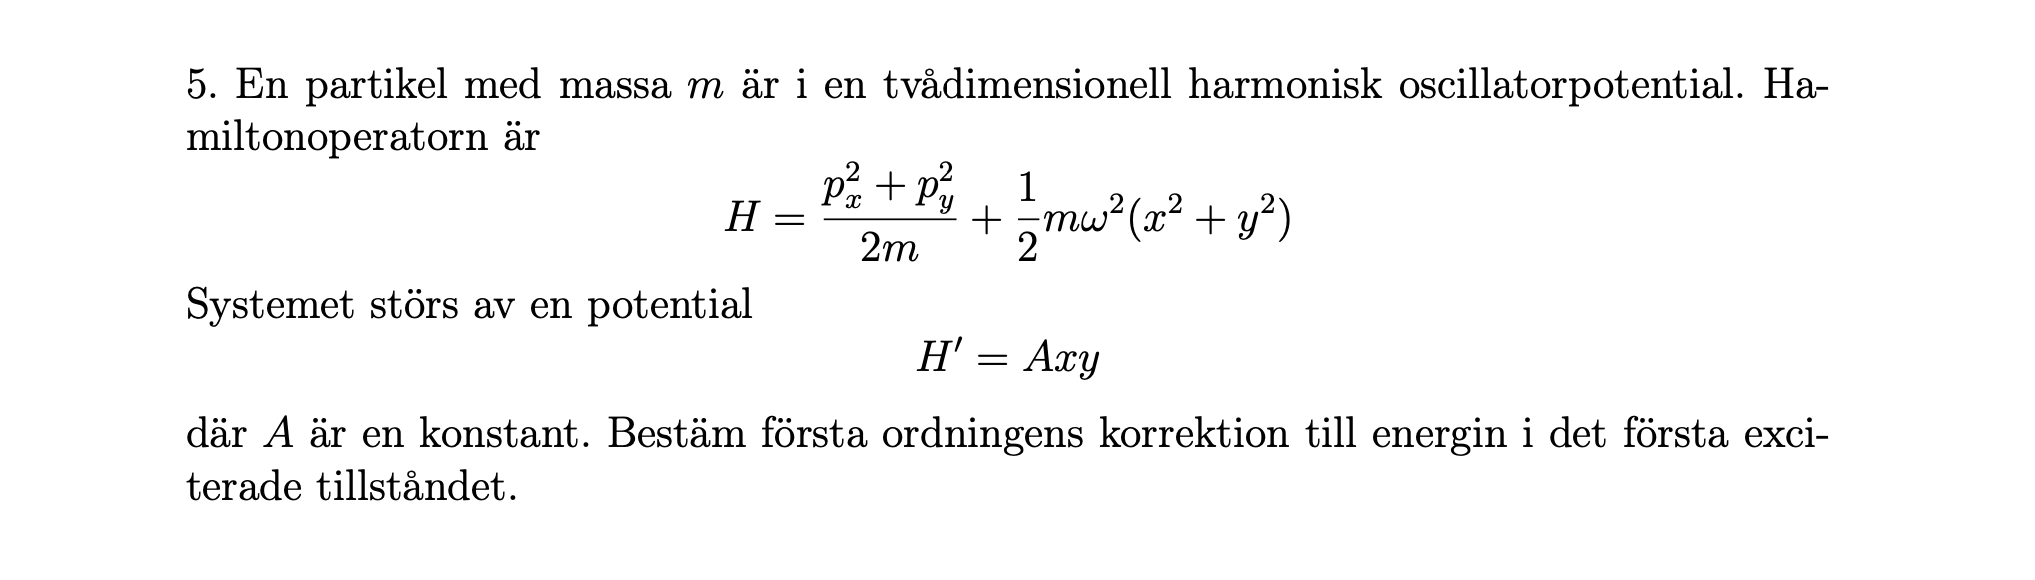 5. En partikel med massa m är i en tvådimensionell harmonisk oscillatorpotential. Ha-
miltonoperatorn är
H = \frac{p_x^2 + p_y^2}{2m} + \frac{1}{2}mω^2(x^2 + y^2)
Systemet störs av en potential
H′ = Axy
där A är en konstant. Bestäm första ordningens korrektion till energin i det första exci-
terade tillståndet.